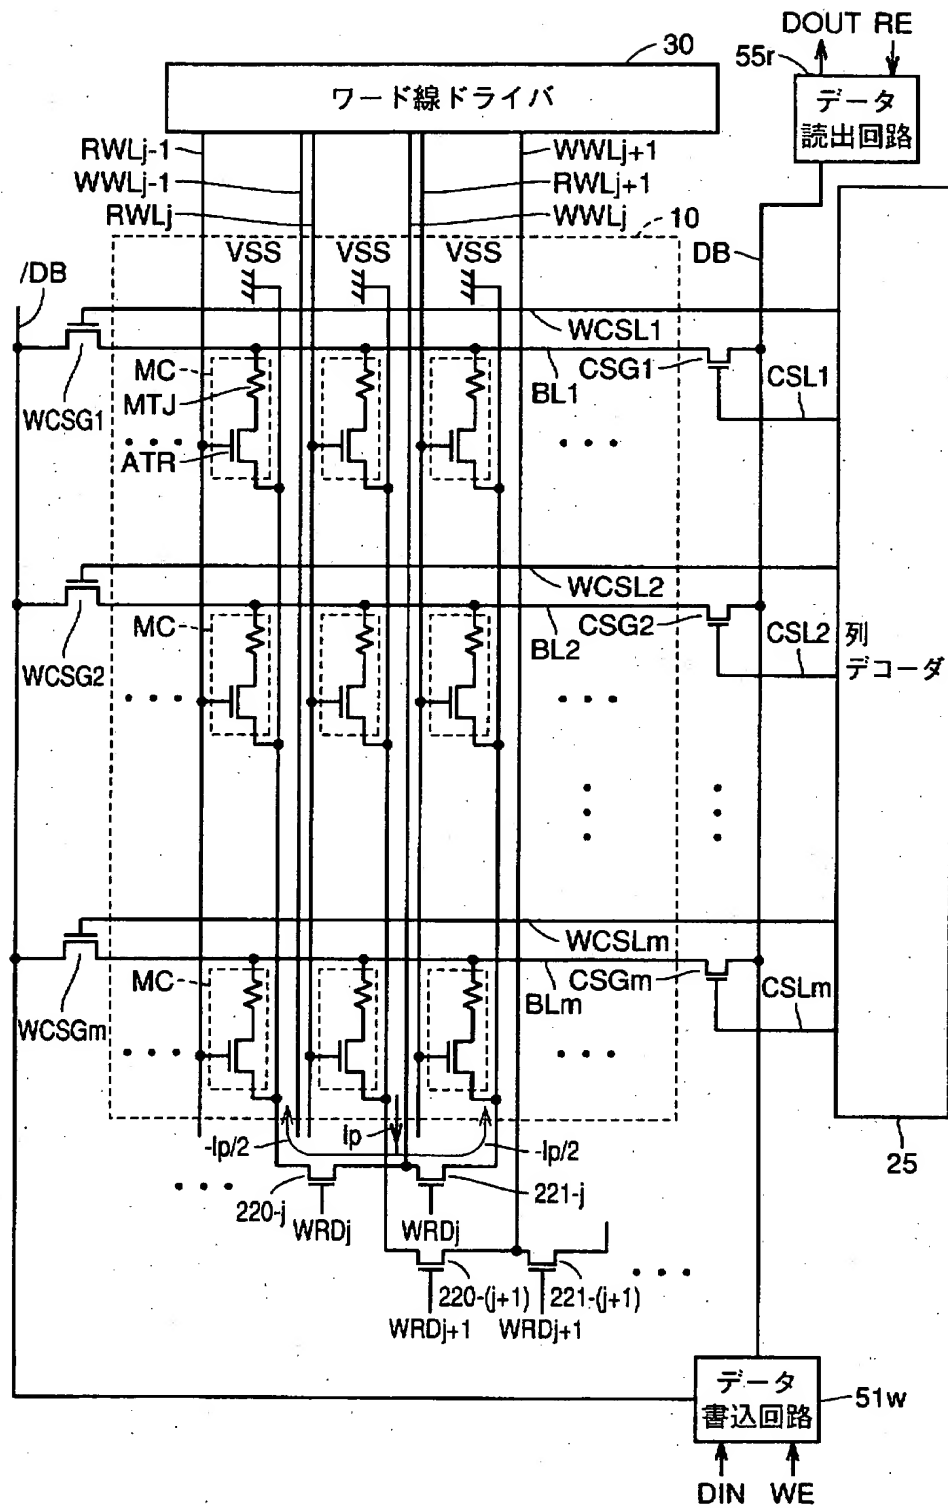 DOUT RE
55r
データ
読出回路
30
ワード線ドライバ
RWLj-1
WWLj-1
RWLj
WWLj+1
RWLj+1
WWLj
10
DB
/DB
VSS
VSS
VSS
WCSL1
MC
MTJ
ATR
WCSG1
BL1
CSG1
CSL1
WCSL2
MC
WCSG2
BL2
CSG2
CSL2
列
デコーダ
WCSLm
MC
WCSGm
BLm
CSGm
CSLm
25
-Ip/2
Ip
-Ip/2
220-j
WRDj
WRDj
221-j
220-(j+1)
221-(j+1)
WRDj+1
WRDj+1
データ
書込回路
51w
DIN WE